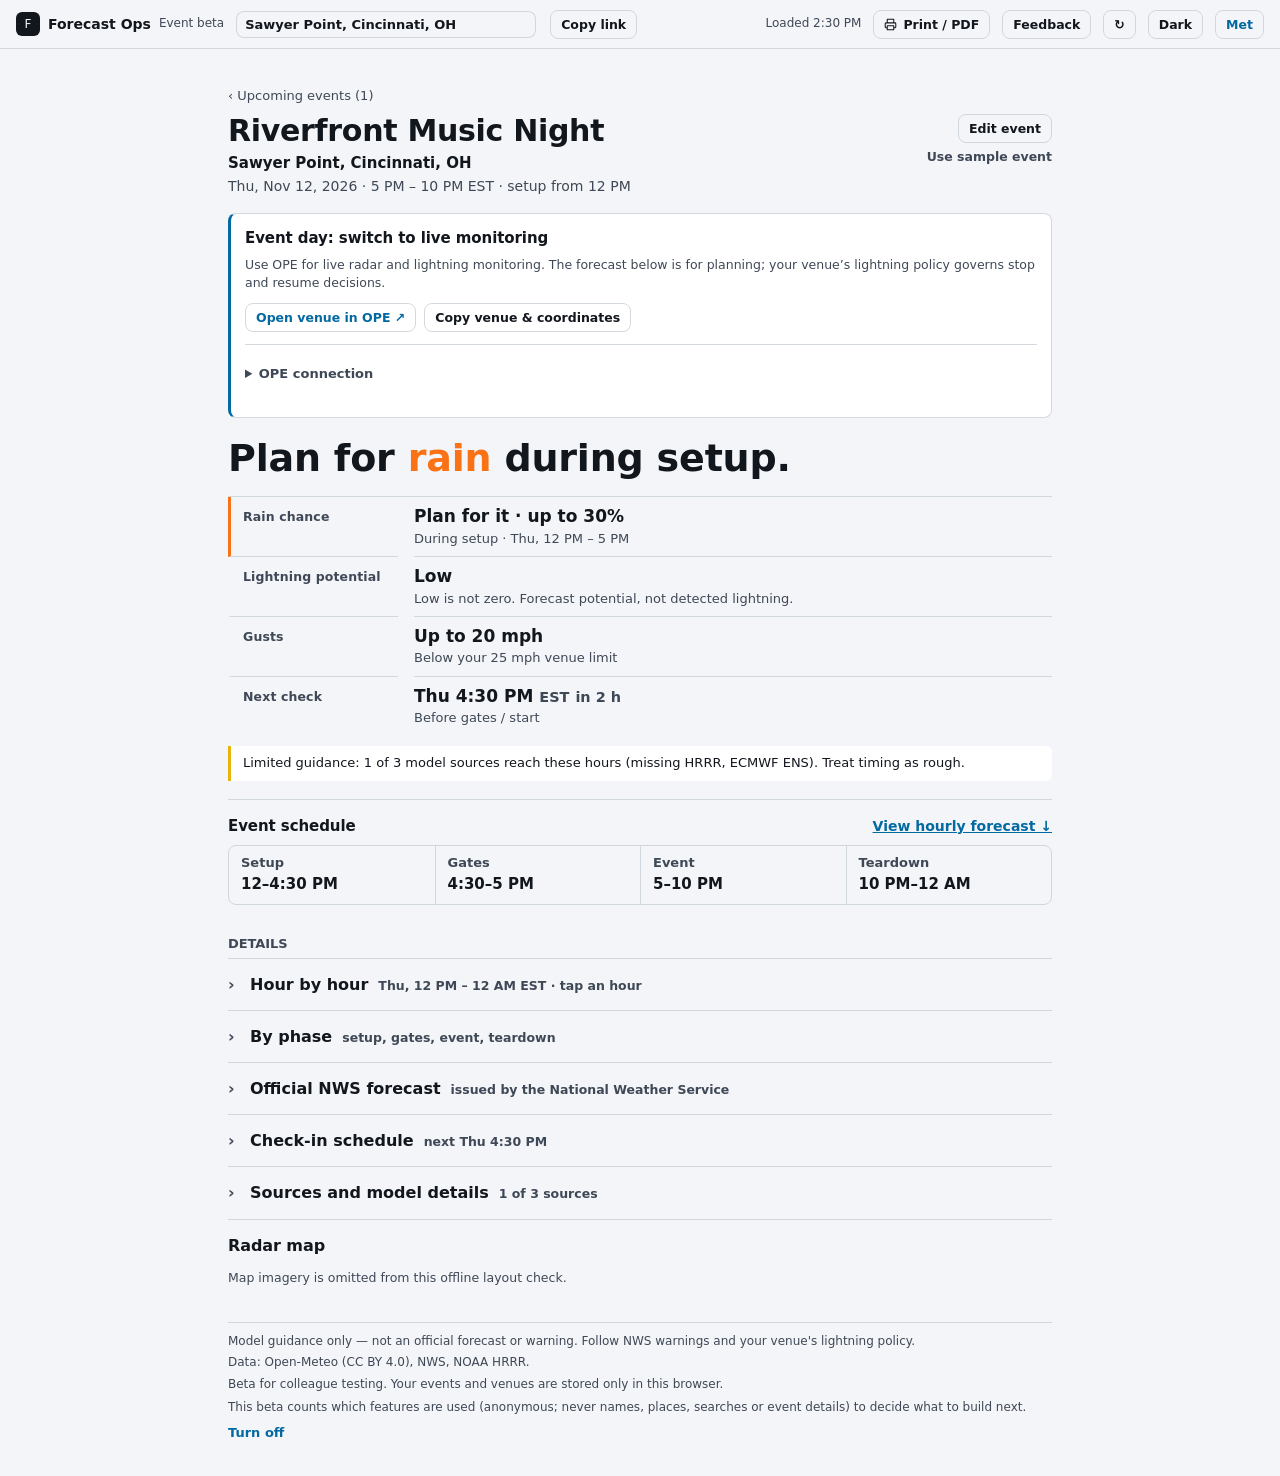 F Forecast Ops Event beta Sawyer Point, Cincinnati, OH Copy link Loaded 2:30 PM Print / PDF Feedback ↻ Dark Met
‹ Upcoming events (1)
Riverfront Music Night
Edit event
Sawyer Point, Cincinnati, OH
Use sample event
Thu, Nov 12, 2026 · 5 PM – 10 PM EST · setup from 12 PM
Event day: switch to live monitoring
Use OPE for live radar and lightning monitoring. The forecast below is for planning; your venue’s lightning policy governs stop
and resume decisions.
Open venue in OPE ↗ Copy venue & coordinates
▶ OPE connection
Plan for rain during setup.
Rain chance
Plan for it · up to 30%
During setup · Thu, 12 PM – 5 PM
Lightning potential
Low
Low is not zero. Forecast potential, not detected lightning.
Gusts
Up to 20 mph
Below your 25 mph venue limit
Next check
Thu 4:30 PM EST in 2 h
Before gates / start
Limited guidance: 1 of 3 model sources reach these hours (missing HRRR, ECMWF ENS). Treat timing as rough.
Event schedule
View hourly forecast ↓
Setup
12–4:30 PM
Gates
4:30–5 PM
Event
5–10 PM
Teardown
10 PM–12 AM
DETAILS
› Hour by hour Thu, 12 PM – 12 AM EST · tap an hour
› By phase setup, gates, event, teardown
› Official NWS forecast issued by the National Weather Service
› Check-in schedule next Thu 4:30 PM
› Sources and model details 1 of 3 sources
Radar map
Map imagery is omitted from this offline layout check.
Model guidance only — not an official forecast or warning. Follow NWS warnings and your venue's lightning policy.
Data: Open-Meteo (CC BY 4.0), NWS, NOAA HRRR.
Beta for colleague testing. Your events and venues are stored only in this browser.
This beta counts which features are used (anonymous; never names, places, searches or event details) to decide what to build next.
Turn off